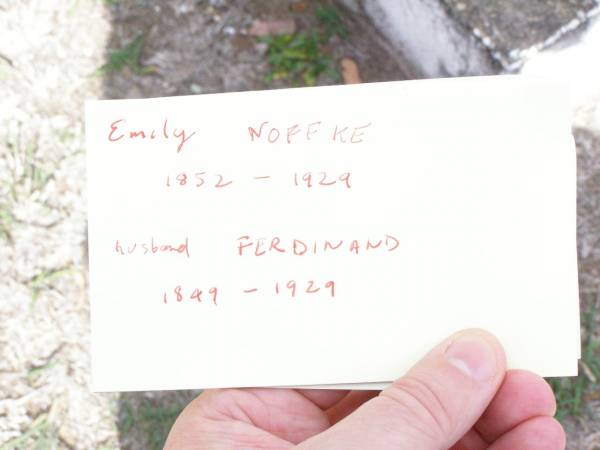 Emily NOFFKE
1852 - 1929
husband FERDINAND
1849 - 1929